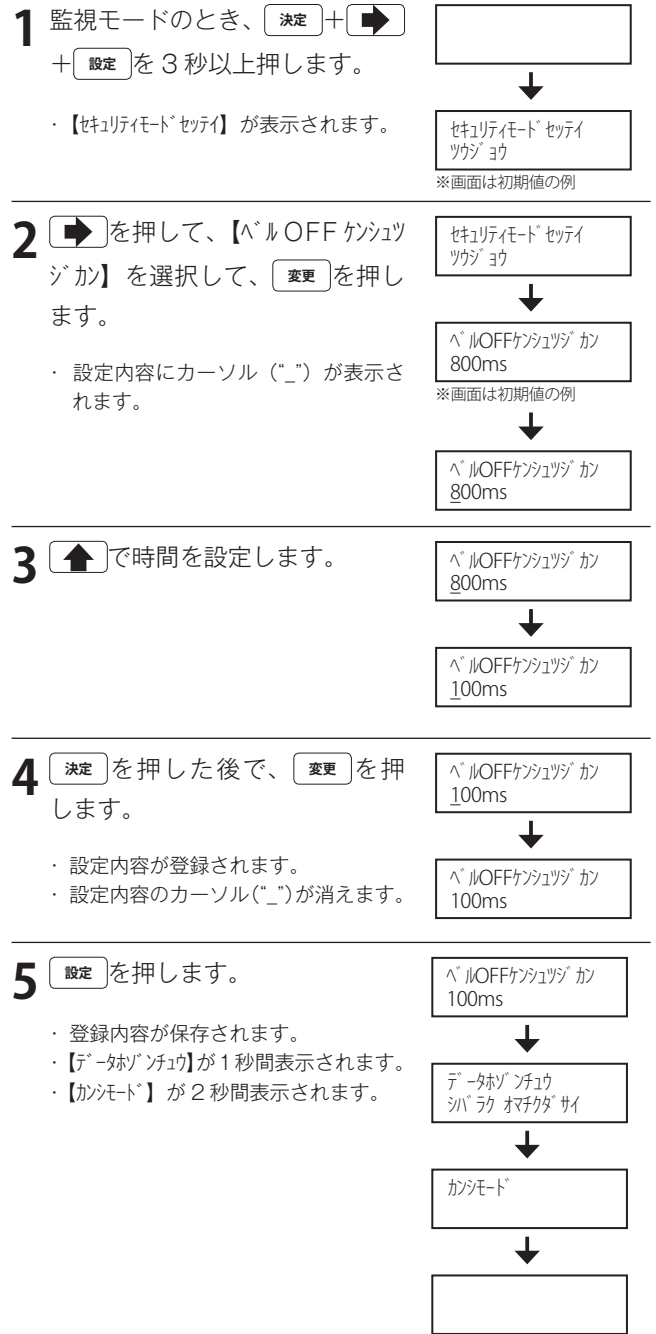 1 監視モードのとき、決定+➡
+設定を3秒以上押します。
・【ｾｷｭﾘﾃｨﾓｰﾄﾞｾｯﾃｲ】が表示されます。
ｾｷｭﾘﾃｨﾓｰﾄﾞｾｯﾃｲ
ﾂｳｼﾞｮｳ
※画面は初期値の例
2 ➡を押して、【ﾍﾞﾙOFFｹﾝｼｭﾂ
ｼﾞｶﾝ】を選択して、変更を押し
ます。
・ 設定内容にカーソル（“_”）が表示さ
れます。
ｾｷｭﾘﾃｨﾓｰﾄﾞｾｯﾃｲ
ﾂｳｼﾞｮｳ
ﾍﾞﾙOFFｹﾝｼｭﾂｼﾞｶﾝ
800ms
※画面は初期値の例
ﾍﾞﾙOFFｹﾝｼｭﾂｼﾞｶﾝ
800ms
3 ⬆で時間を設定します。
ﾍﾞﾙOFFｹﾝｼｭﾂｼﾞｶﾝ
800ms
ﾍﾞﾙOFFｹﾝｼｭﾂｼﾞｶﾝ
100ms
4 決定を押した後で、変更を押
します。
・ 設定内容が登録されます。
・ 設定内容のカーソル(“_”)が消えます。
ﾍﾞﾙOFFｹﾝｼｭﾂｼﾞｶﾝ
100ms
ﾍﾞﾙOFFｹﾝｼｭﾂｼﾞｶﾝ
100ms
5 設定を押します。
・ 登録内容が保存されます。
・【ﾃﾞｰﾀﾎｿﾞﾝﾁｭｳ】が1秒間表示されます。
・【ｶﾝｼﾓｰﾄﾞ】が2秒間表示されます。
ﾍﾞﾙOFFｹﾝｼｭﾂｼﾞｶﾝ
100ms
ﾃﾞｰﾀﾎｿﾞﾝﾁｭｳ
ｼﾊﾞﾗｸ ｵﾏﾁｸﾀﾞｻｲ
ｶﾝｼﾓｰﾄﾞ